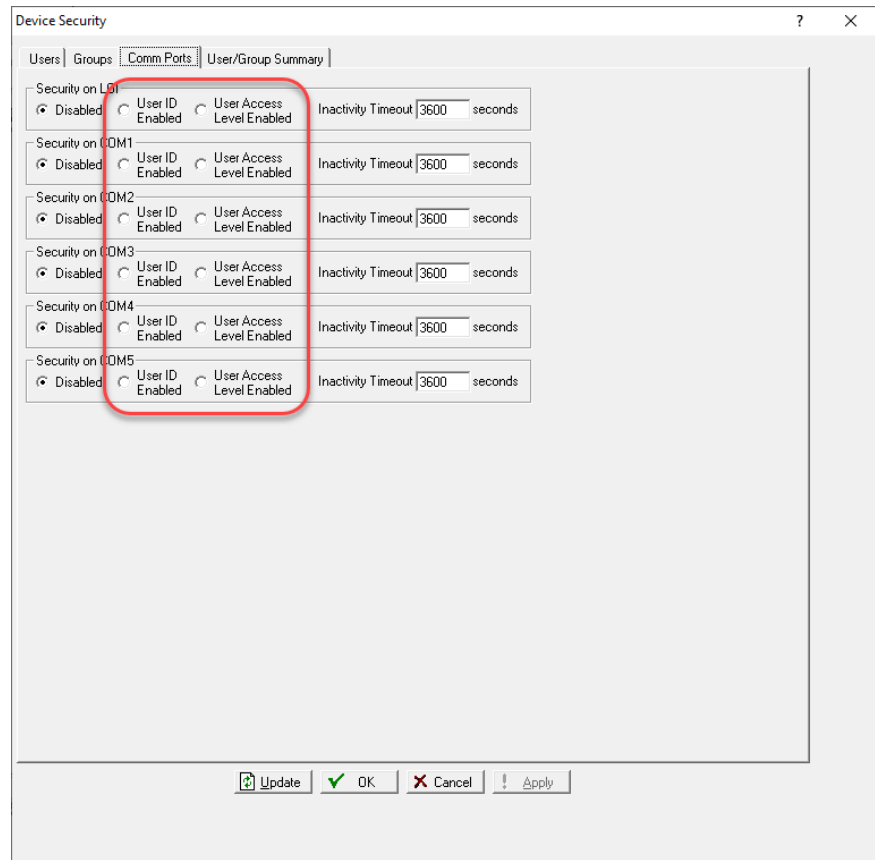 Device Security ?
Users Groups Comm Ports User/Group Summary
Security on LOI
Disabled User ID Enabled User Access Level Enabled Inactivity Timeout 3600 seconds
Security on COM1
Disabled User ID Enabled User Access Level Enabled Inactivity Timeout 3600 seconds
Security on COM2
Disabled User ID Enabled User Access Level Enabled Inactivity Timeout 3600 seconds
Security on COM3
Disabled User ID Enabled User Access Level Enabled Inactivity Timeout 3600 seconds
Security on COM4
Disabled User ID Enabled User Access Level Enabled Inactivity Timeout 3600 seconds
Security on COM5
Disabled User ID Enabled User Access Level Enabled Inactivity Timeout 3600 seconds
Update OK Cancel ! Apply